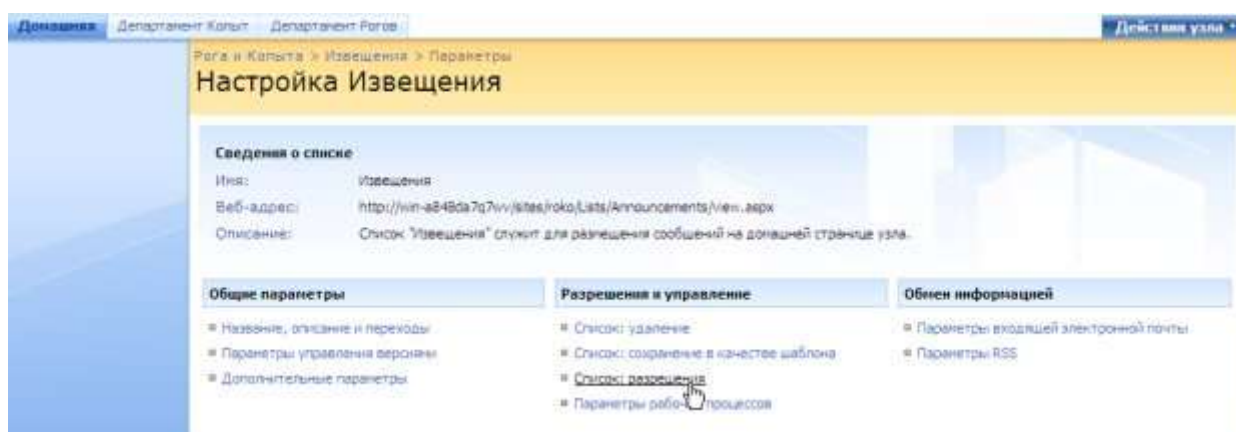 Домашняя Департамент Копыт Департамент Рогов Действия узла
Рога и Копыта > Извещения > Параметры
Настройка Извещения
Сведения о списке
Имя: Извещения
Веб-адрес: http://win-a848da7q7vv/sites/roko/Lists/Announcements/view.aspx
Описание: Список "Извещения" служит для размещения сообщений на домашней странице узла.
Общие параметры Разрешения и управление Обмен информацией
Название, описание и переходы Список: удаление Параметры входящей электронной почты
Параметры управления версиями Список: сохранение в качестве шаблона Параметры RSS
Дополнительные параметры Список: разрешения
Параметры рабочих процессов